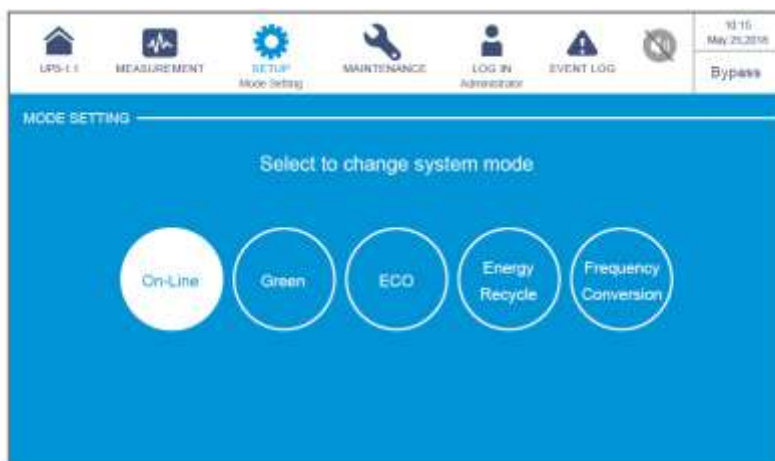 10:15
May 25,2016
UPS-1.1
MEASUREMENT
SETUP
MAINTENANCE
LOG IN
EVENT LOG
Mode Setting
Administrator
Bypass
MODE SETTING
Select to change system mode
On-Line
Green
ECO
Energy
Recycle
Frequency
Conversion